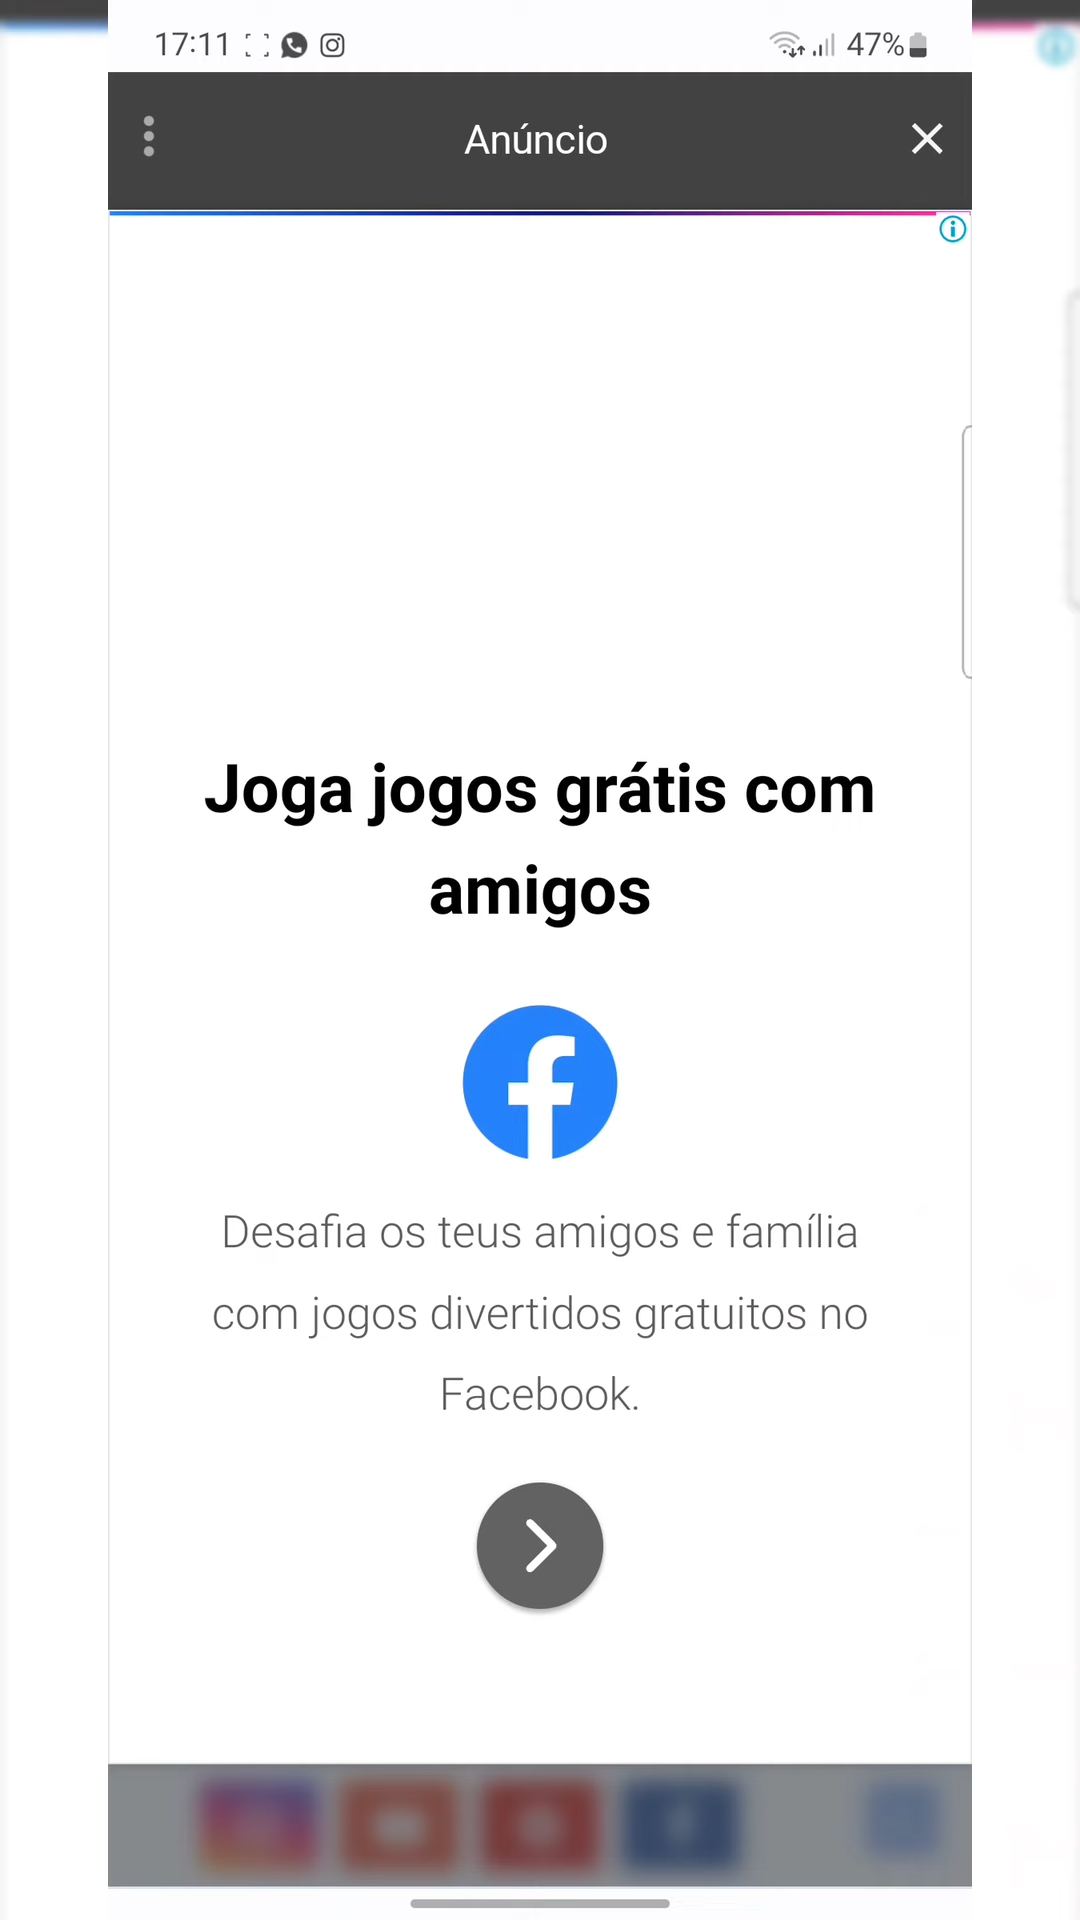 17:11 47%
Anúncio
Joga jogos grátis com
amigos
Desafia os teus amigos e família
com jogos divertidos gratuitos no
Facebook.